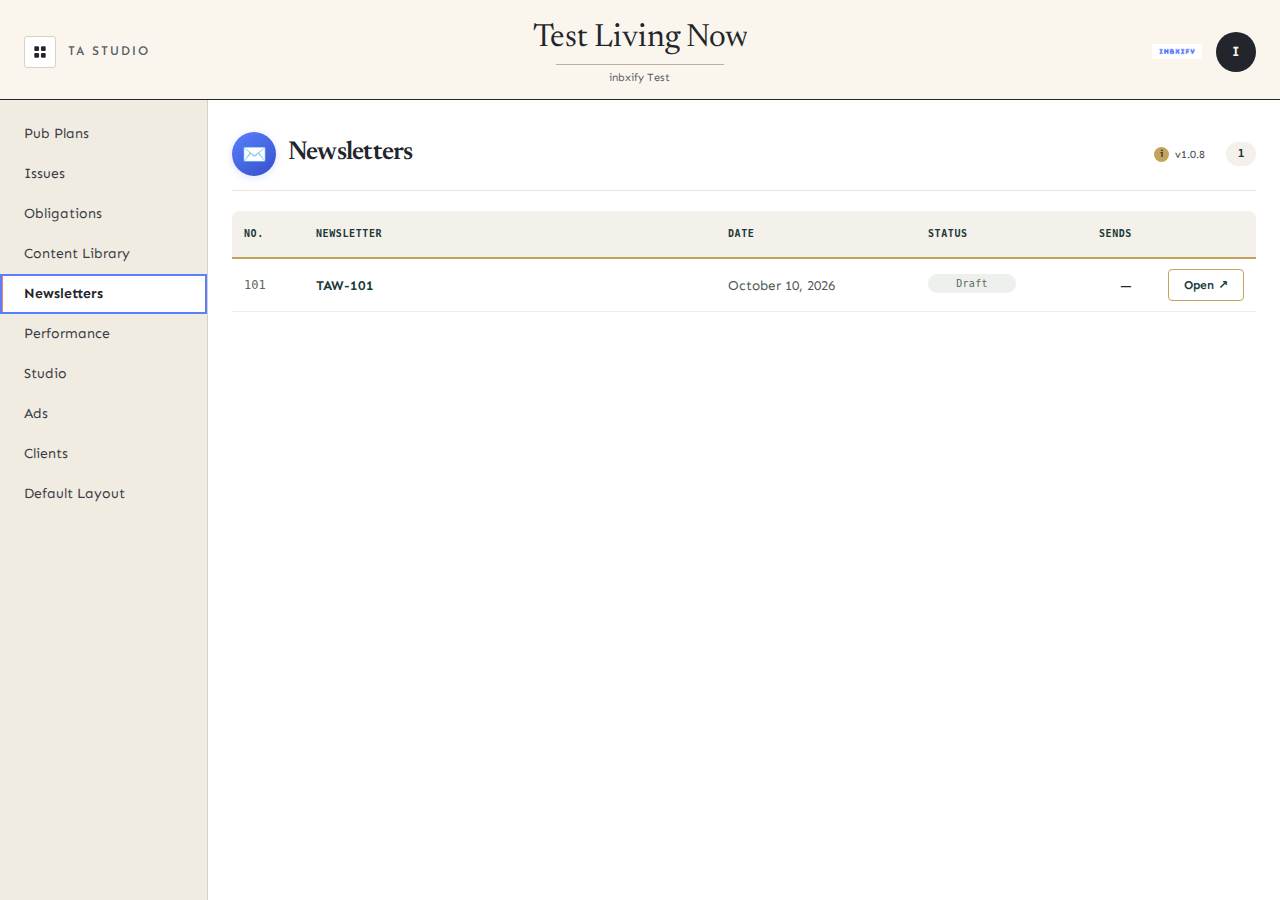 TA STUDIO
Test Living Now
inbxify Test
INBXIFY
I
Pub Plans
Issues
Obligations
Content Library
Newsletters
Performance
Studio
Ads
Clients
Default Layout
Newsletters
i v1.0.8
1
NO. NEWSLETTER DATE STATUS SENDS
101 TAW-101 October 10, 2026 Draft — Open ↗